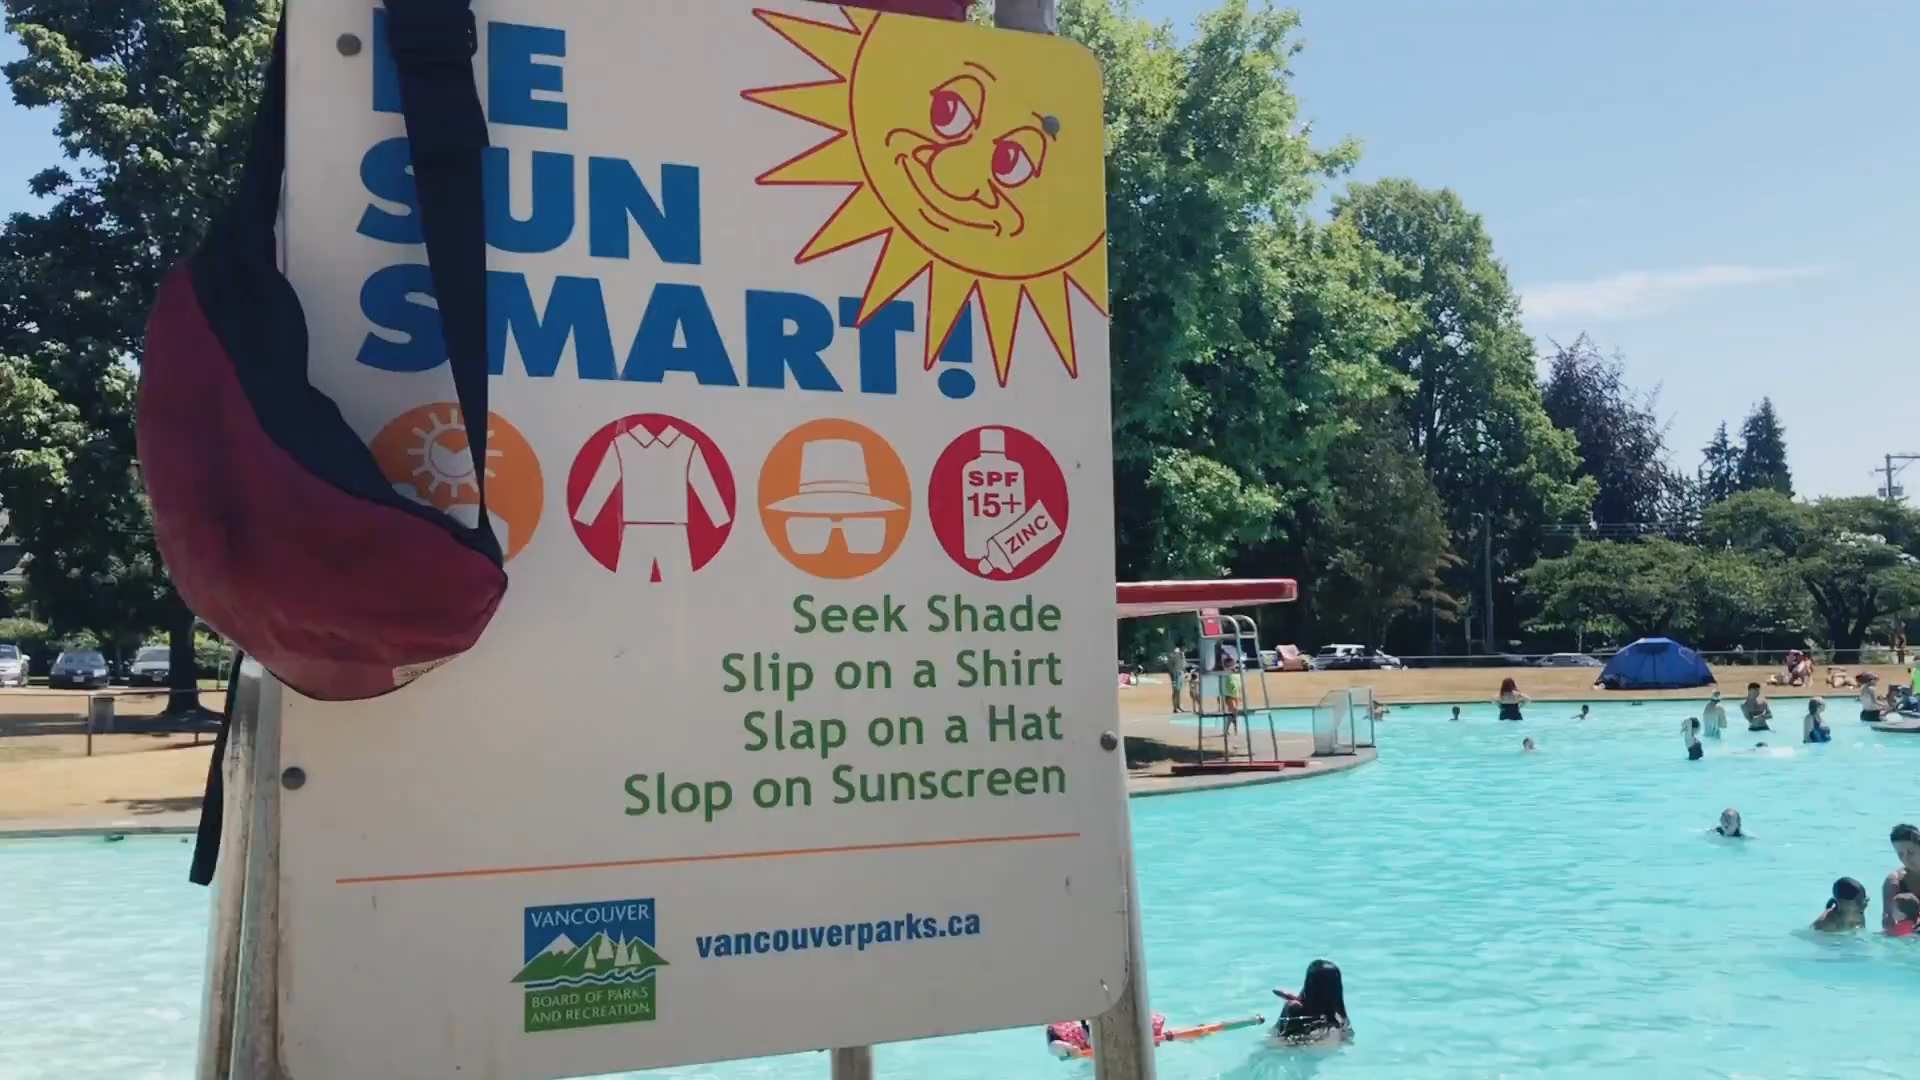 BE
SUN
SMART!
SPF
15+
ZINC
Seek Shade
Slip on a Shirt
Slap on a Hat
Slop on Sunscreen
VANCOUVER
BOARD OF PARKS
AND RECREATION
vancouverparks.ca